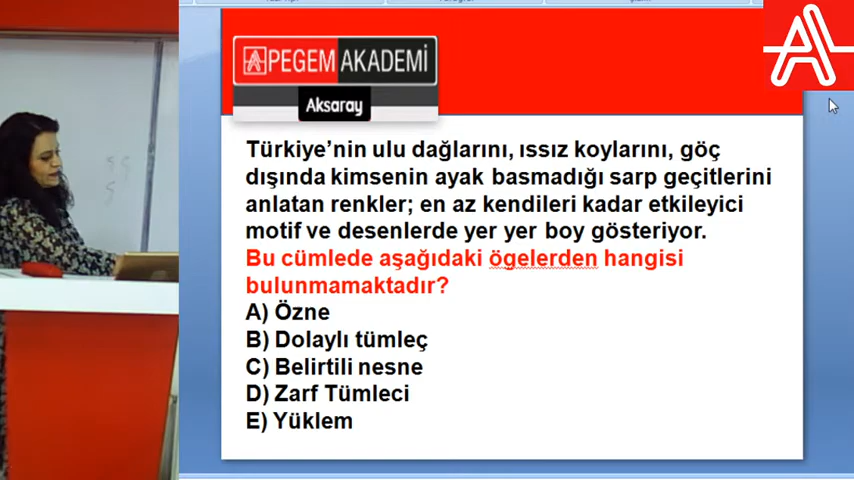 PEGEM AKADEMİ
Aksaray
Türkiye’nin ulu dağlarını, ıssız koylarını, göç
dışında kimsenin ayak basmadığı sarp geçitlerini
anlatan renkler; en az kendileri kadar etkileyici
motif ve desenlerde yer yer boy gösteriyor.
Bu cümlede aşağıdaki ögelerden hangisi
bulunmamaktadır?
A) Özne
B) Dolaylı tümleç
C) Belirtili nesne
D) Zarf Tümleci
E) Yüklem